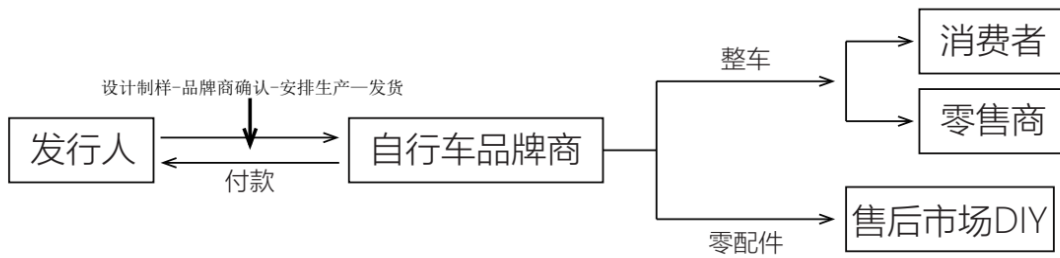 消费者
整车
设计制样-品牌商确认-安排生产—发货
零售商
发行人
自行车品牌商
付款
售后市场DIY
零配件